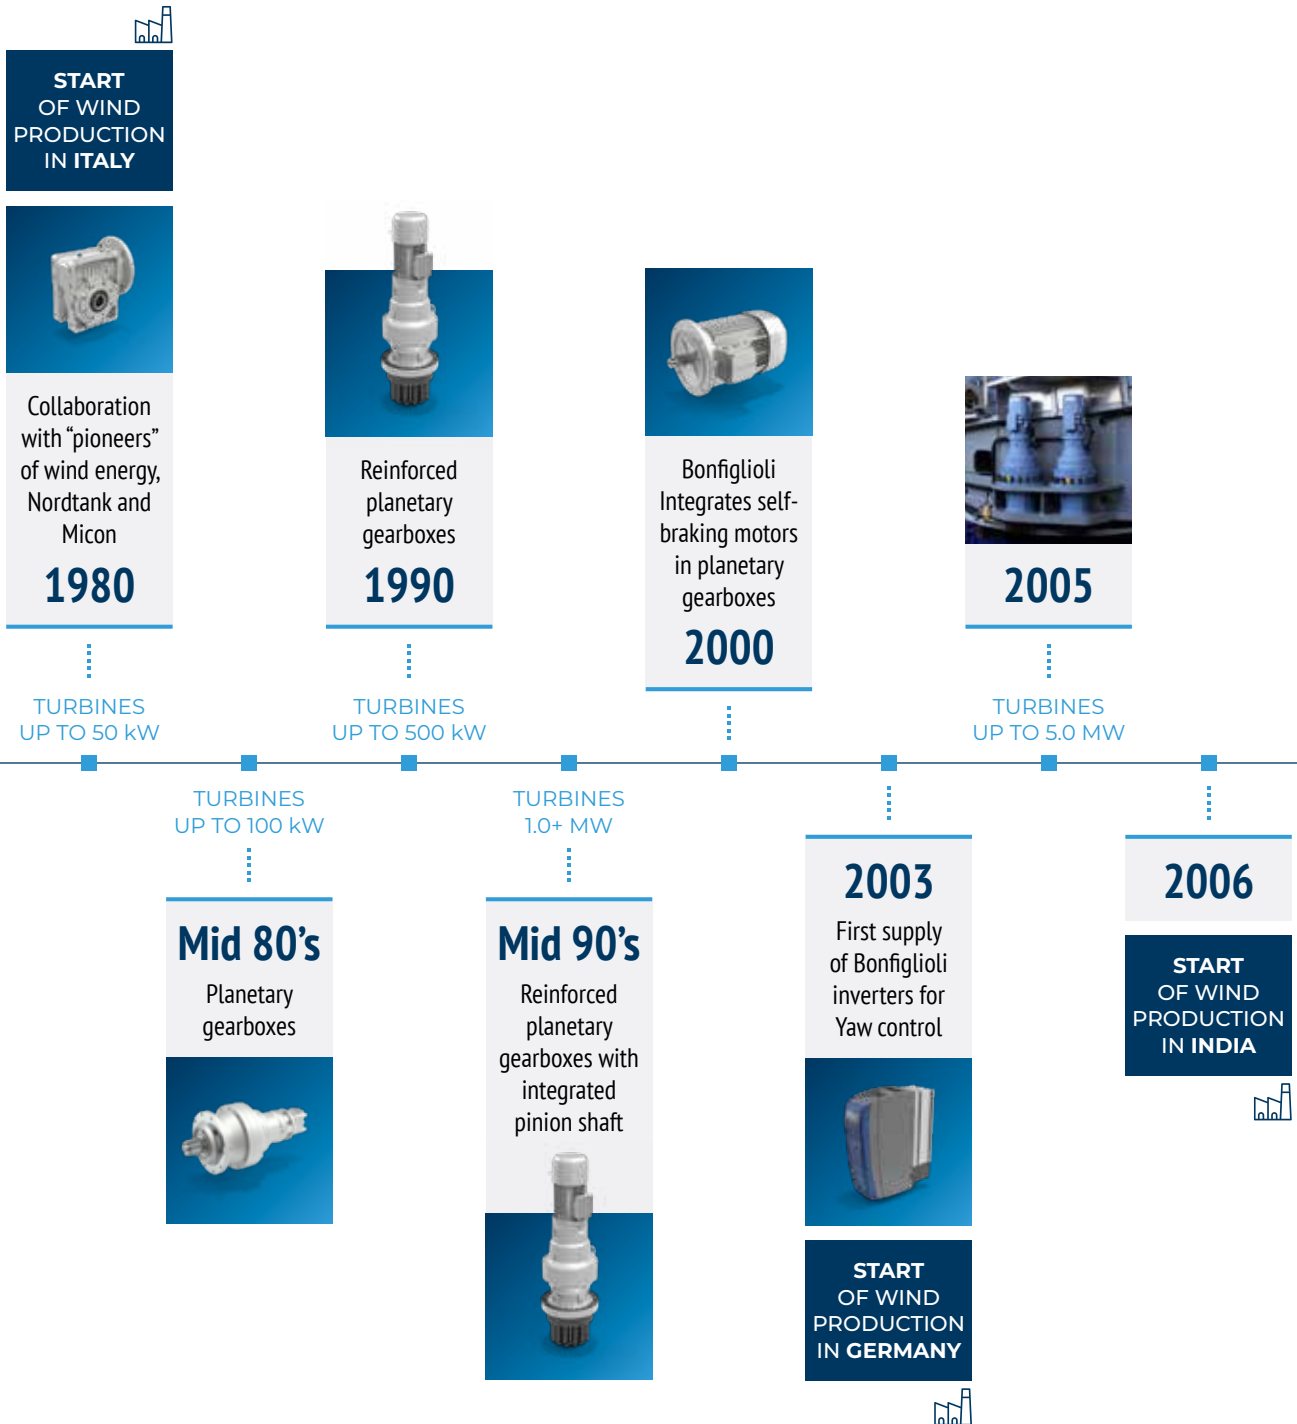 START
OF WIND
PRODUCTION
IN ITALY
Collaboration
with “pioneers”
of wind energy,
Nordtank and
Micon
1980
TURBINES
UP TO 50 kW
TURBINES
UP TO 100 kW
Mid 80’s
Planetary
gearboxes
Reinforced
planetary
gearboxes
1990
TURBINES
UP TO 500 kW
TURBINES
1.0+ MW
Mid 90’s
Reinforced
planetary
gearboxes with
integrated
pinion shaft
Bonfiglioli
Integrates self-
braking motors
in planetary
gearboxes
2000
2003
First supply
of Bonfiglioli
inverters for
Yaw control
START
OF WIND
PRODUCTION
IN GERMANY
2005
TURBINES
UP TO 5.0 MW
2006
START
OF WIND
PRODUCTION
IN INDIA